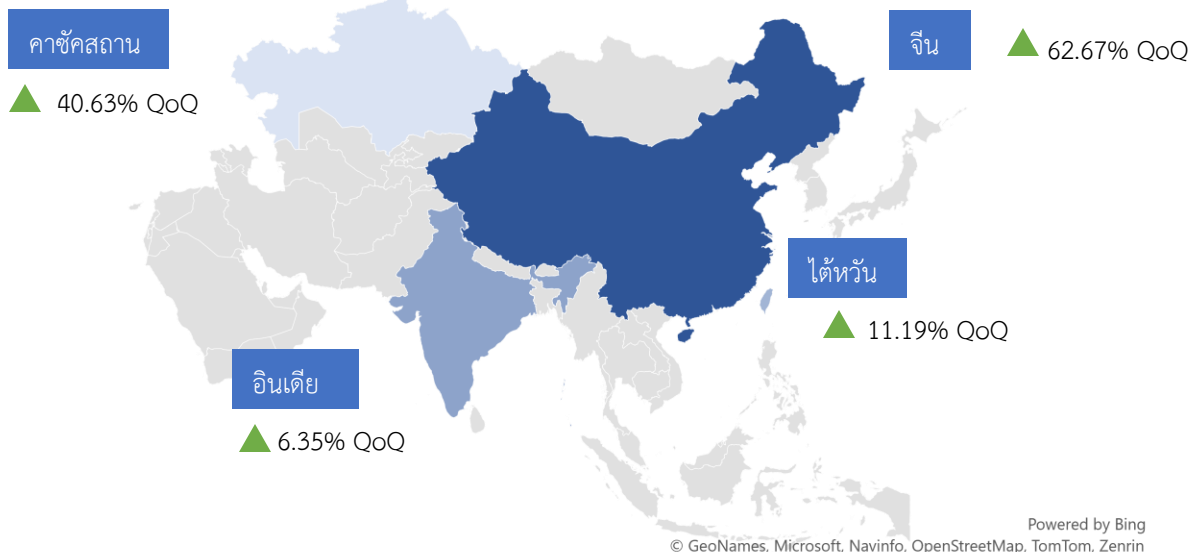 คาซัคสถาน
40.63% QoQ
จีน
62.67% QoQ
ไต้หวัน
11.19% QoQ
อินเดีย
6.35% QoQ
Powered by Bing
© GeoNames, Microsoft, Navinfo, OpenStreetMap, TomTom, Zenrin